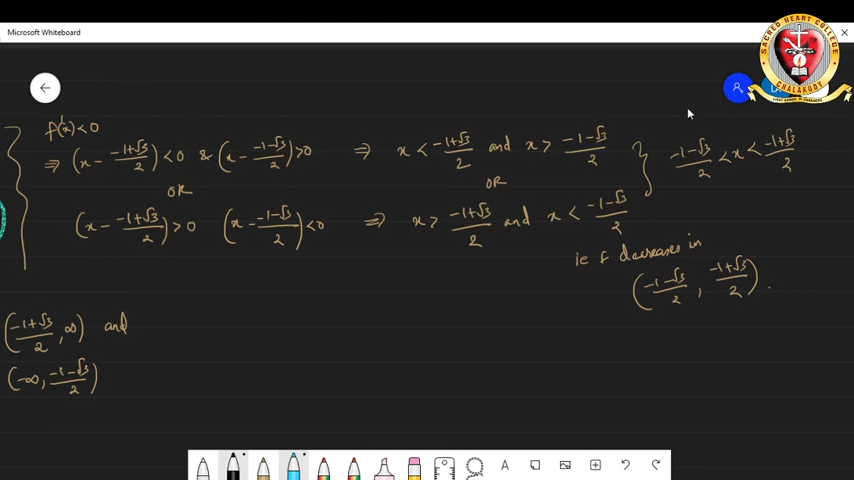 Microsoft Whiteboard
SACRED HEART COLLEGE
CHALAKUDY
f'(x) < 0
⇒ (x - (-1+√3)/2) < 0 & (x - (-1-√3)/2) > 0 ⇒ x < (-1+√3)/2 and x > (-1-√3)/2 } (-1-√3)/2 < x < (-1+√3)/2
OR OR
(x - (-1+√3)/2) > 0 (x - (-1-√3)/2) < 0 ⇒ x > (-1+√3)/2 and x < (-1-√3)/2
ie f decreases in
((-1-√3)/2, (-1+√3)/2).
((-1+√3)/2, ∞) and
(-∞, (-1-√3)/2)
A